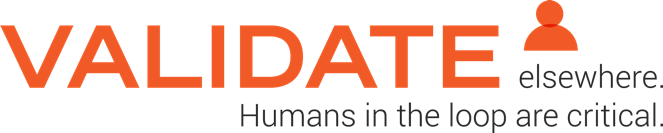 VALIDATE elsewhere.
Humans in the loop are critical.